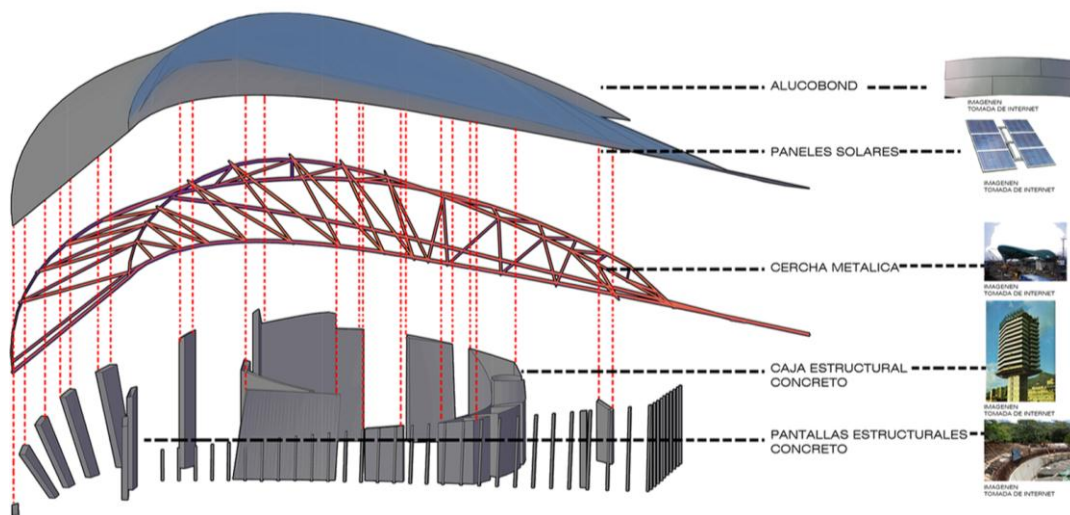 ALUCOBOND
IMAGENEN
TOMADA DE INTERNET
PANELES SOLARES
IMAGENEN
TOMADA DE INTERNET
CERCHA METALICA
IMAGENEN
TOMADA DE INTERNET
CAJA ESTRUCTURAL
CONCRETO
IMAGENEN
TOMADA DE INTERNET
PANTALLAS ESTRUCTURALES
CONCRETO
IMAGENEN
TOMADA DE INTERNET